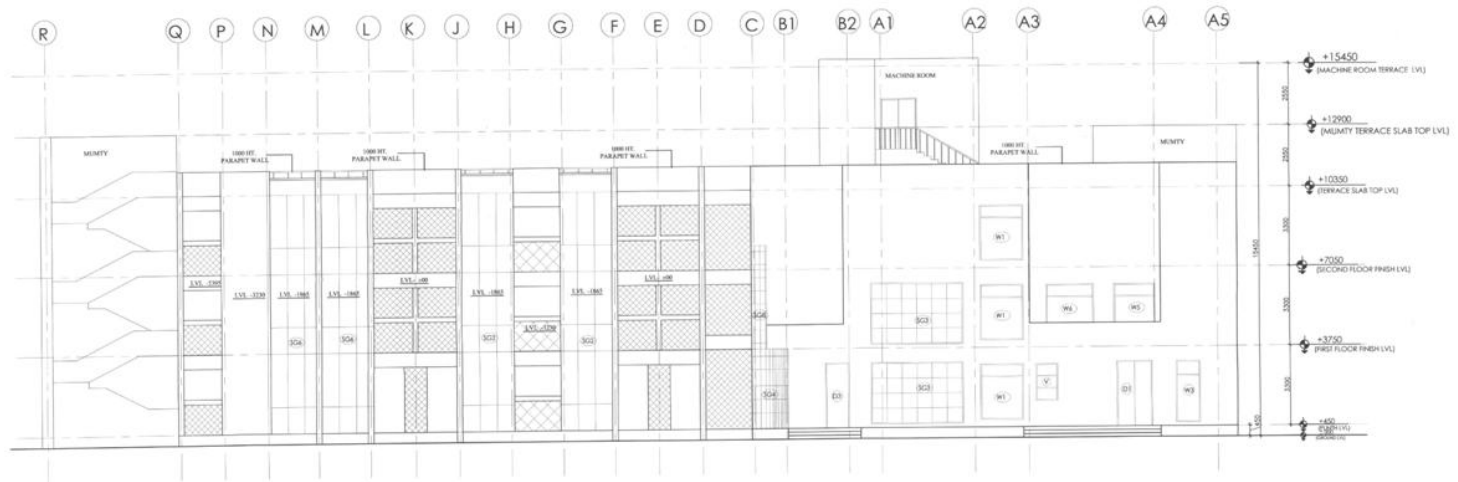 R Q P N M L K J H G F E D C B1 B2 A1 A2 A3 A4 A5
+15450
(MACHINE ROOM TERRACE LVL)
MACHINE ROOM
2550
+12900
(MUMTY TERRACE SLAB TOP LVL)
MUMTY
1000 HT.
PARAPET WALL
1000 HT.
PARAPET WALL
1000 HT.
PARAPET WALL
1000 HT.
PARAPET WALL
MUMTY
2550
+10350
(TERRACE SLAB TOP LVL)
3300
15450
W1
+7050
(SECOND FLOOR FINISH LVL)
LVL -3230
LVL -1865
LVL -1865
LVL -1865
LVL -1865
W6
W5
SG3
W1
3300
SG6
SG6
SG3
SG3
+3750
(FIRST FLOOR FINISH LVL)
SG4
D3
SG3
W1
V
D3
W3
3300
450
+450
(PLINTH LVL)
(GROUND LVL)